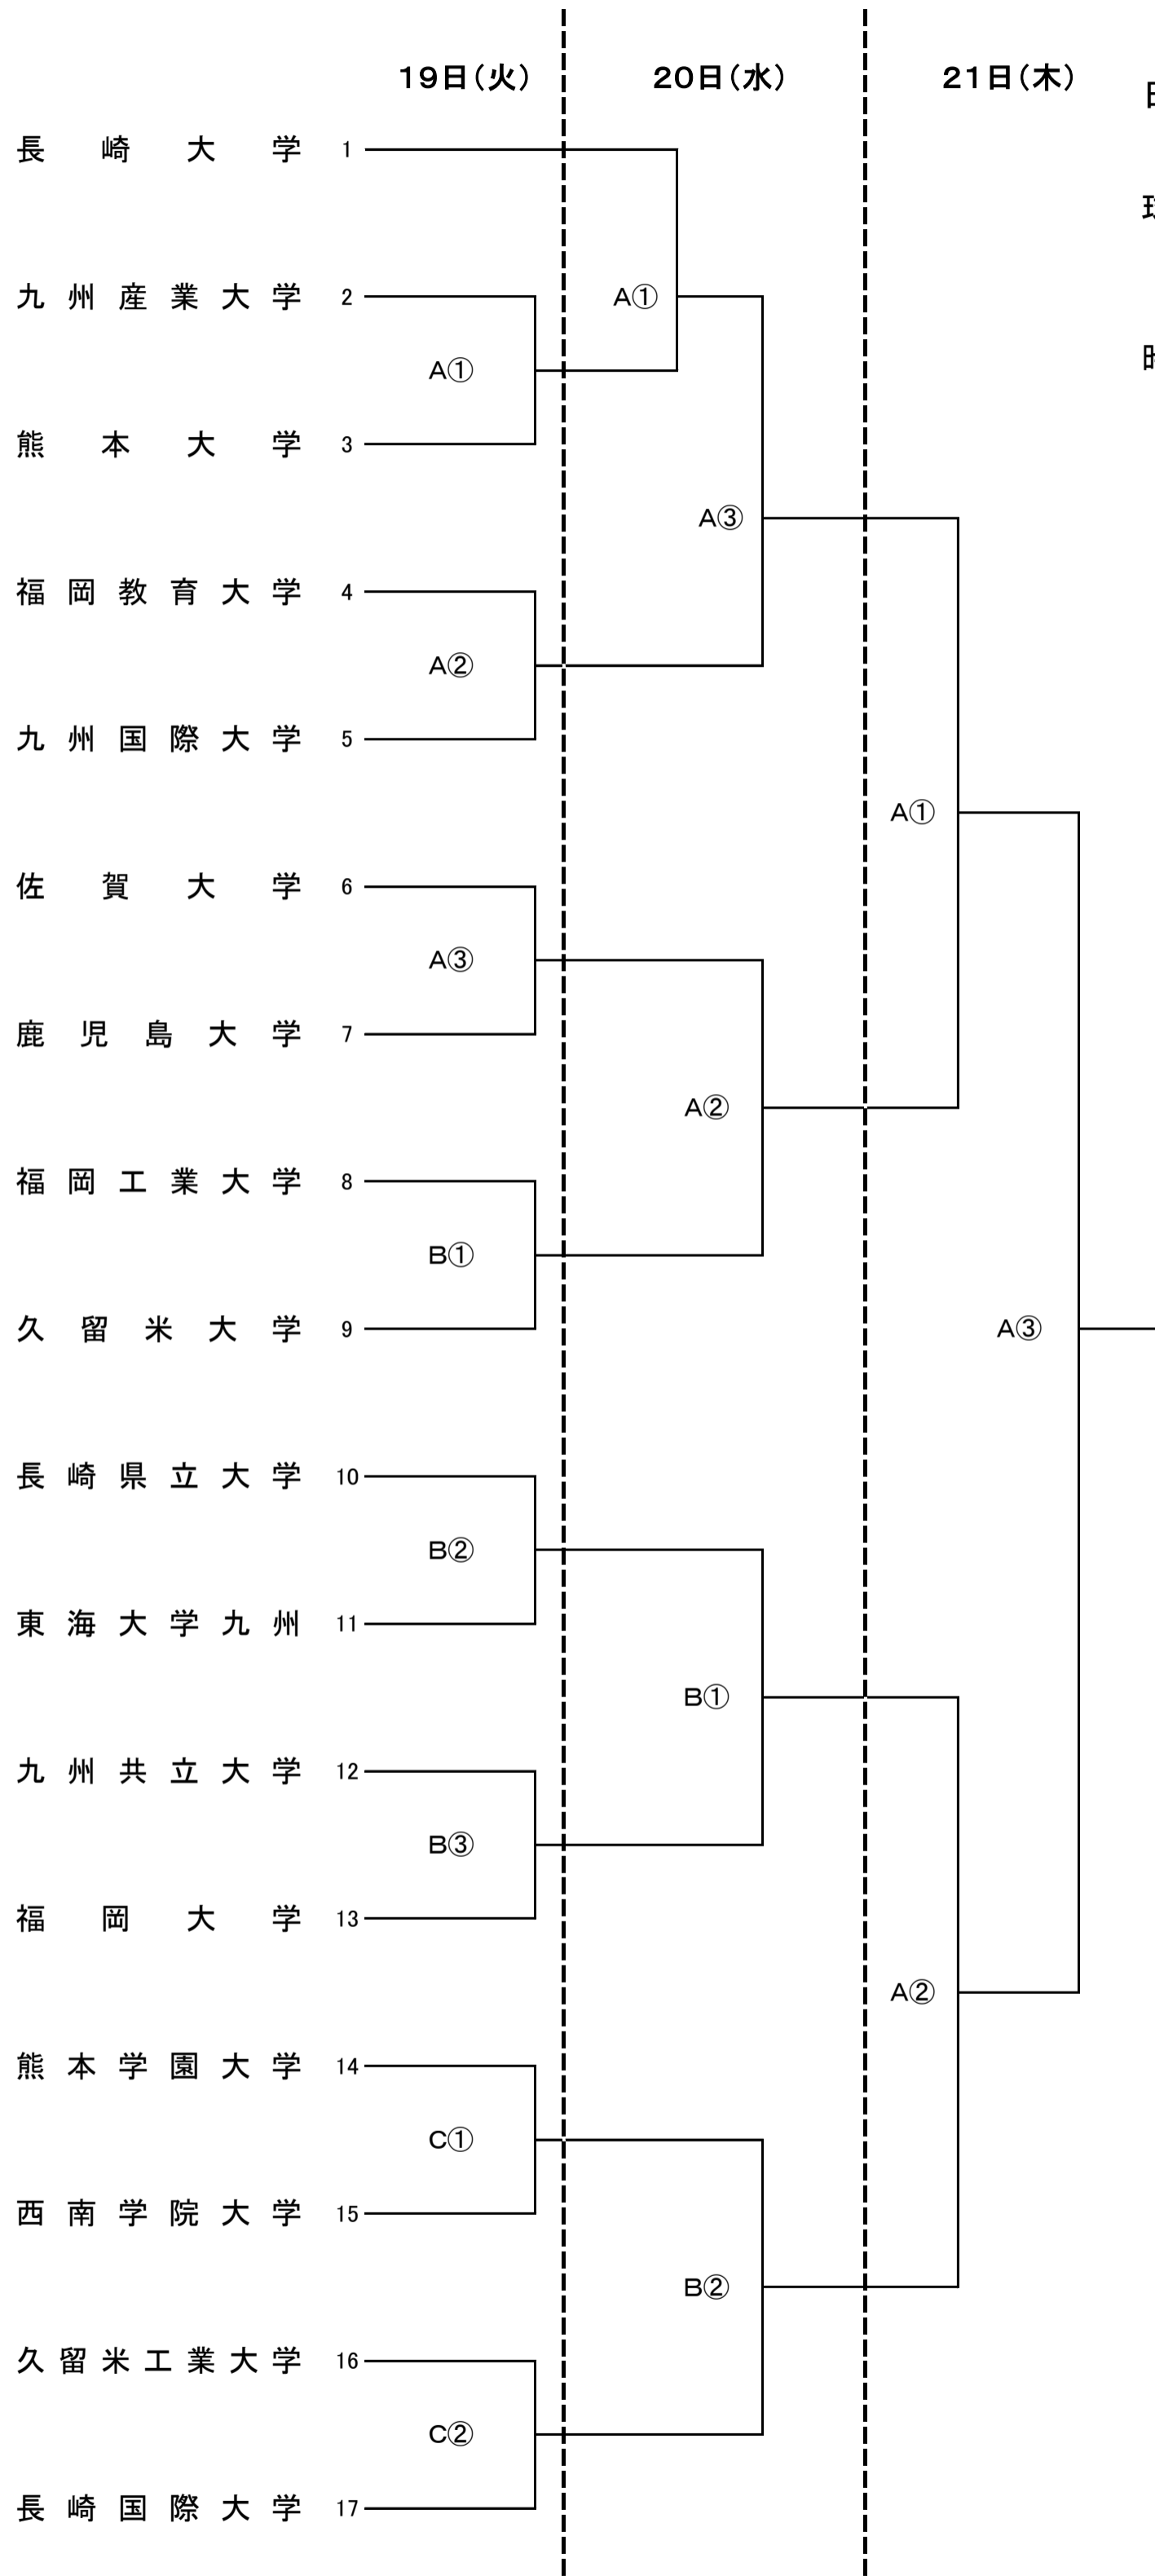 19日(火) 20日(水) 21日(木)
長崎大学 1
九州産業大学 2
A①
A①
熊本大学 3
A③
福岡教育大学 4
A②
九州国際大学 5
A①
佐賀大学 6
A③
鹿児島大学 7
A②
福岡工業大学 8
B①
久留米大学 9
A③
長崎県立大学 10
B②
東海大学九州 11
B①
九州共立大学 12
B③
福岡大学 13
A②
熊本学園大学 14
C①
西南学院大学 15
B②
久留米工業大学 16
C②
長崎国際大学 17